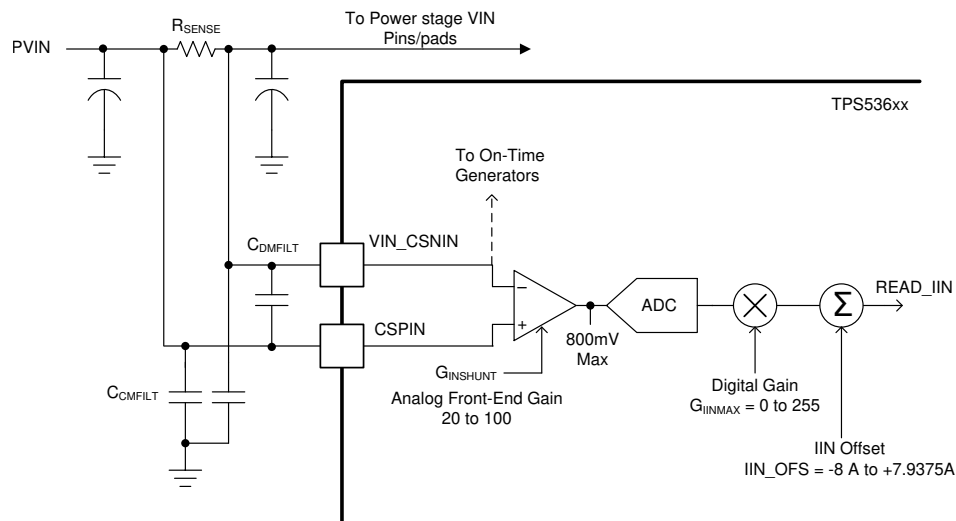 To Power stage VIN
Pins/pads
RSENSE
PVIN
TPS536xx
To On-Time
Generators
CDMFILT
VIN_CSNIN
−
READ_IIN
ADC
Σ
CSPIN
+
800mV
Max
GINSHUNT
CCMFILT
Analog Front-End Gain
20 to 100
Digital Gain
GIINMAX = 0 to 255
IIN Offset
IIN_OFS = -8 A to +7.9375A